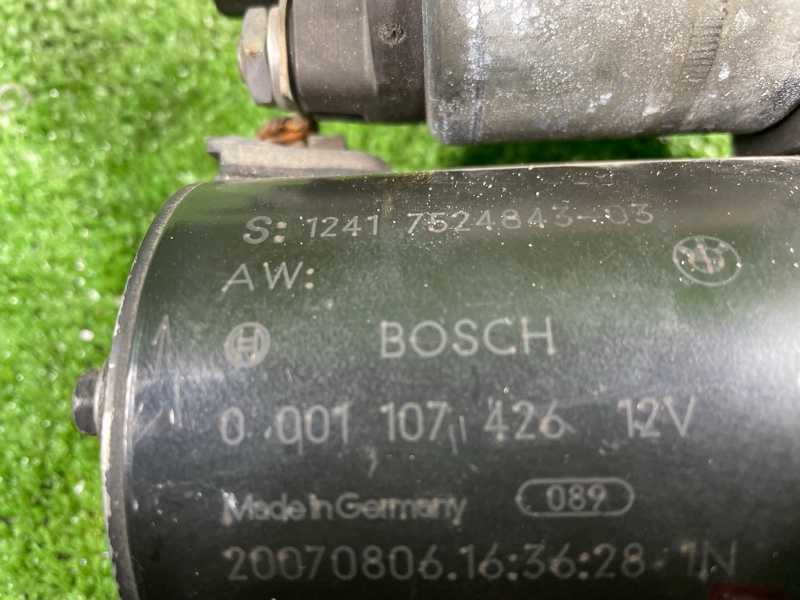 S: 1241 7524843-03
AW:
BOSCH
0 001 107 426 12V
Made in Germany 089
20070806.16:36:28 1N